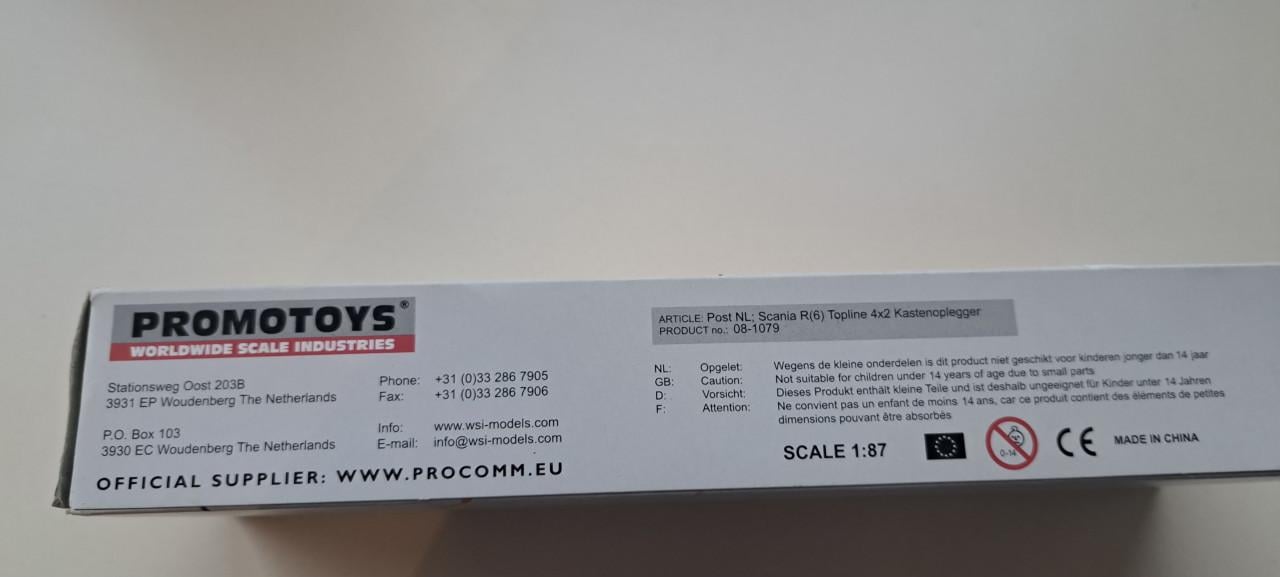 PROMOTOYS®
WORLDWIDE SCALE INDUSTRIES
Stationsweg Oost 203B
3931 EP Woudenberg The Netherlands
P.O. Box 103
3930 EC Woudenberg The Netherlands
Phone: +31 (0)33 286 7905
Fax: +31 (0)33 286 7906
Info: www.wsi-models.com
E-mail: info@wsi-models.com
OFFICIAL SUPPLIER: WWW.PROCOMM.EU
ARTICLE: Post NL; Scania R(6) Topline 4x2 Kastenoplegger
PRODUCT no.: 08-1079
NL: Opgelet: Wegens de kleine onderdelen is dit product niet geschikt voor kinderen jonger dan 14 jaar
GB: Caution: Not suitable for children under 14 years of age due to small parts
D: Vorsicht: Dieses Produkt enthält kleine Teile und ist deshalb ungeeignet für Kinder unter 14 Jahren
F: Attention: Ne convient pas un enfant de moins 14 ans, car ce produit contient des éléments de petites
dimensions pouvant être absorbés
SCALE 1:87
0-14
CE
MADE IN CHINA